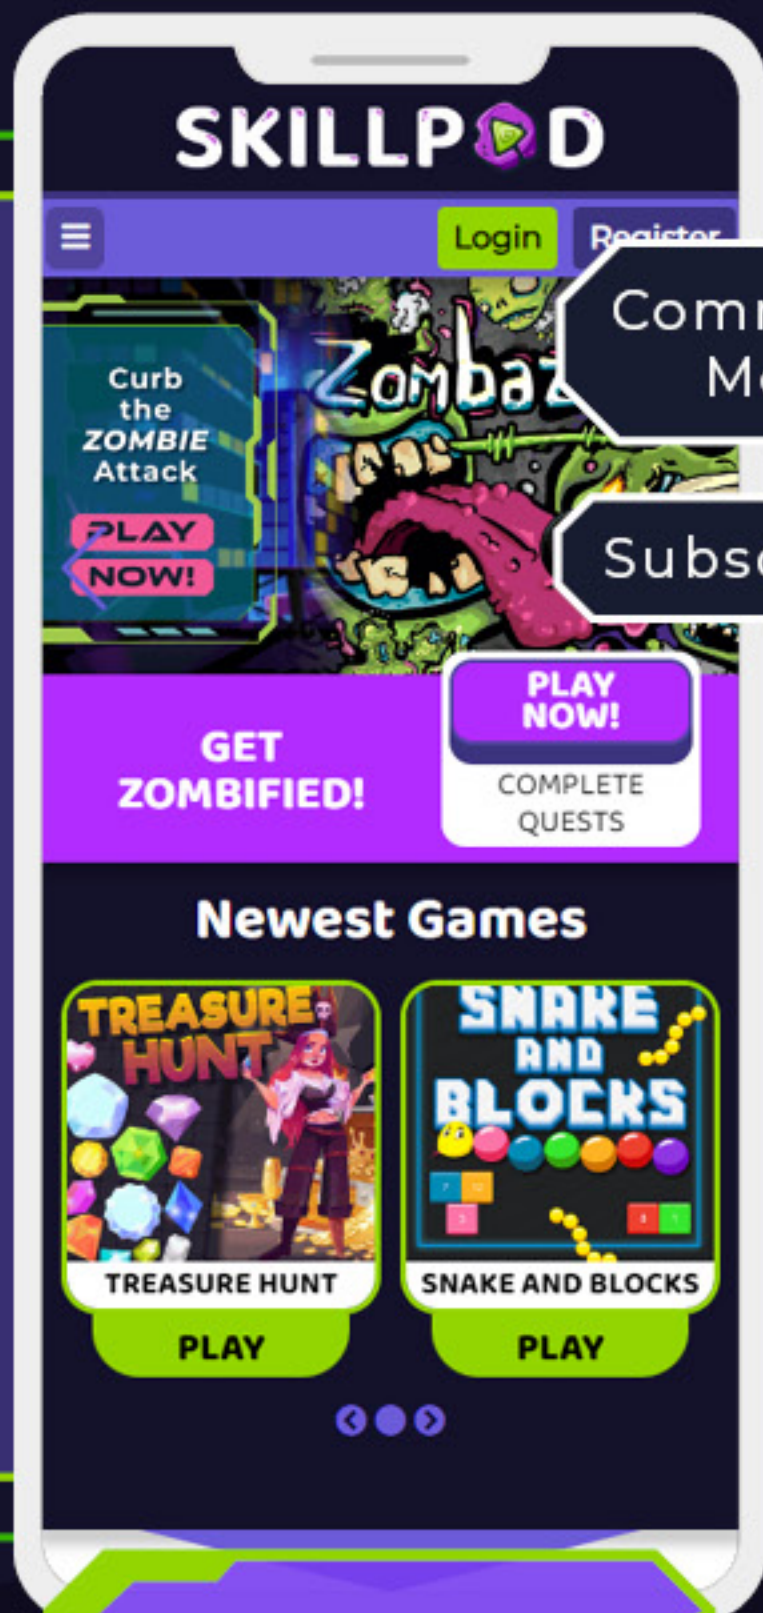 SKILLPOD
Login
Register
Curb
the
ZOMBIE
Attack
PLAY
NOW!
GET
ZOMBIFIED!
PLAY
NOW!
COMPLETE
QUESTS
Newest Games
TREASURE
HUNT
TREASURE HUNT
PLAY
SNAKE
AND
BLOCKS
SNAKE AND BLOCKS
PLAY